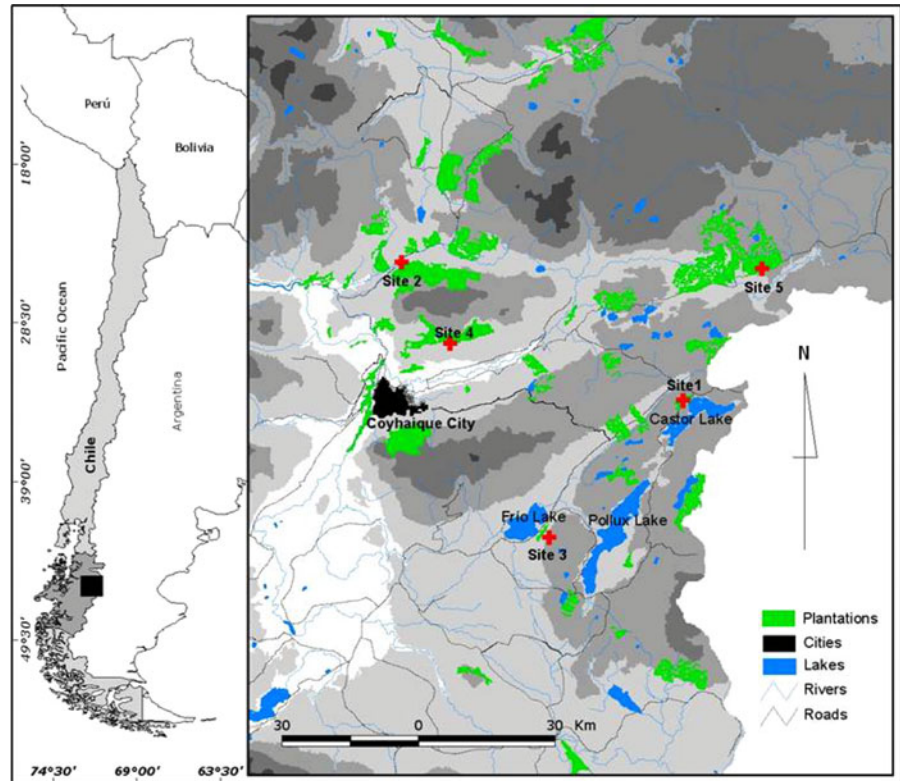 Perú
Bolivia
Pacific Ocean
Chile
Argentina
18°00'
28°30'
39°00'
49°30'
74°30'
69°00'
63°30'
Site 2
Site 5
Site 4
Site1
Castor Lake
Coyhaique City
Frio Lake
Pollux Lake
Site 3
N
Plantations
Cities
Lakes
Rivers
Roads
30 0 30 Km